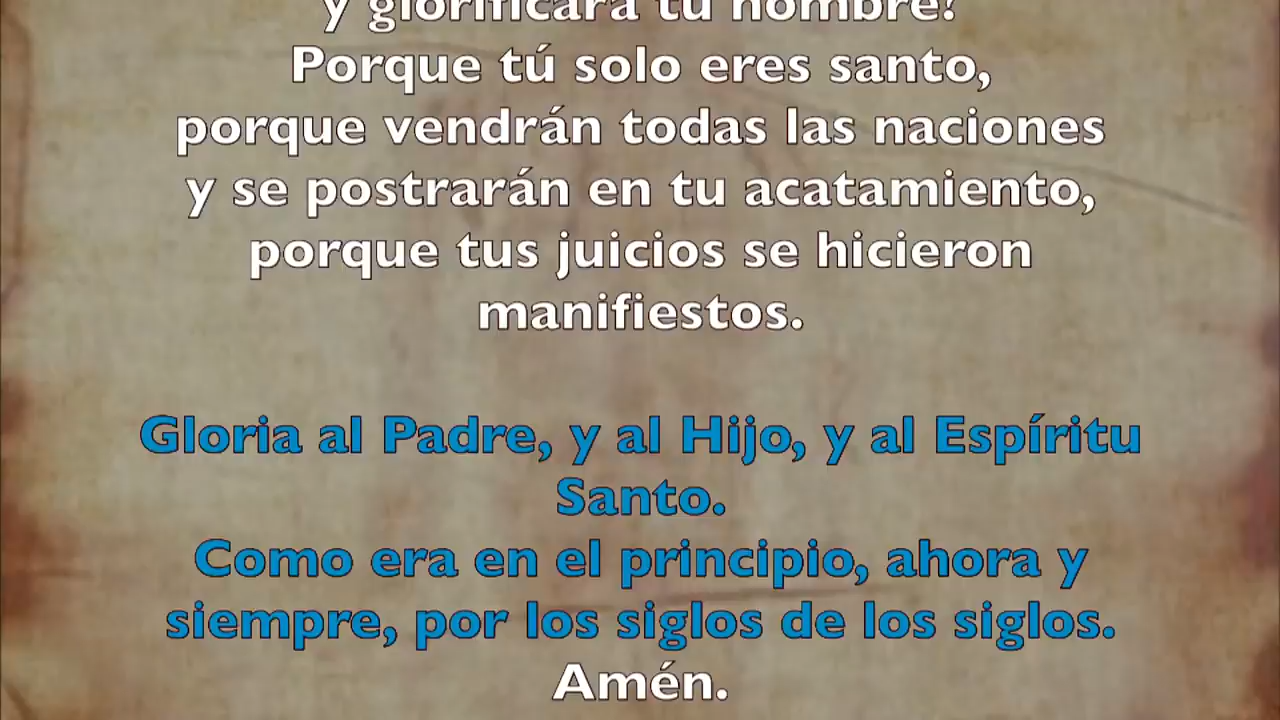 y glorificará tu nombre?
Porque tú solo eres santo,
porque vendrán todas las naciones
y se postrarán en tu acatamiento,
porque tus juicios se hicieron
manifiestos.
Gloria al Padre, y al Hijo, y al Espíritu
Santo.
Como era en el principio, ahora y
siempre, por los siglos de los siglos.
Amén.